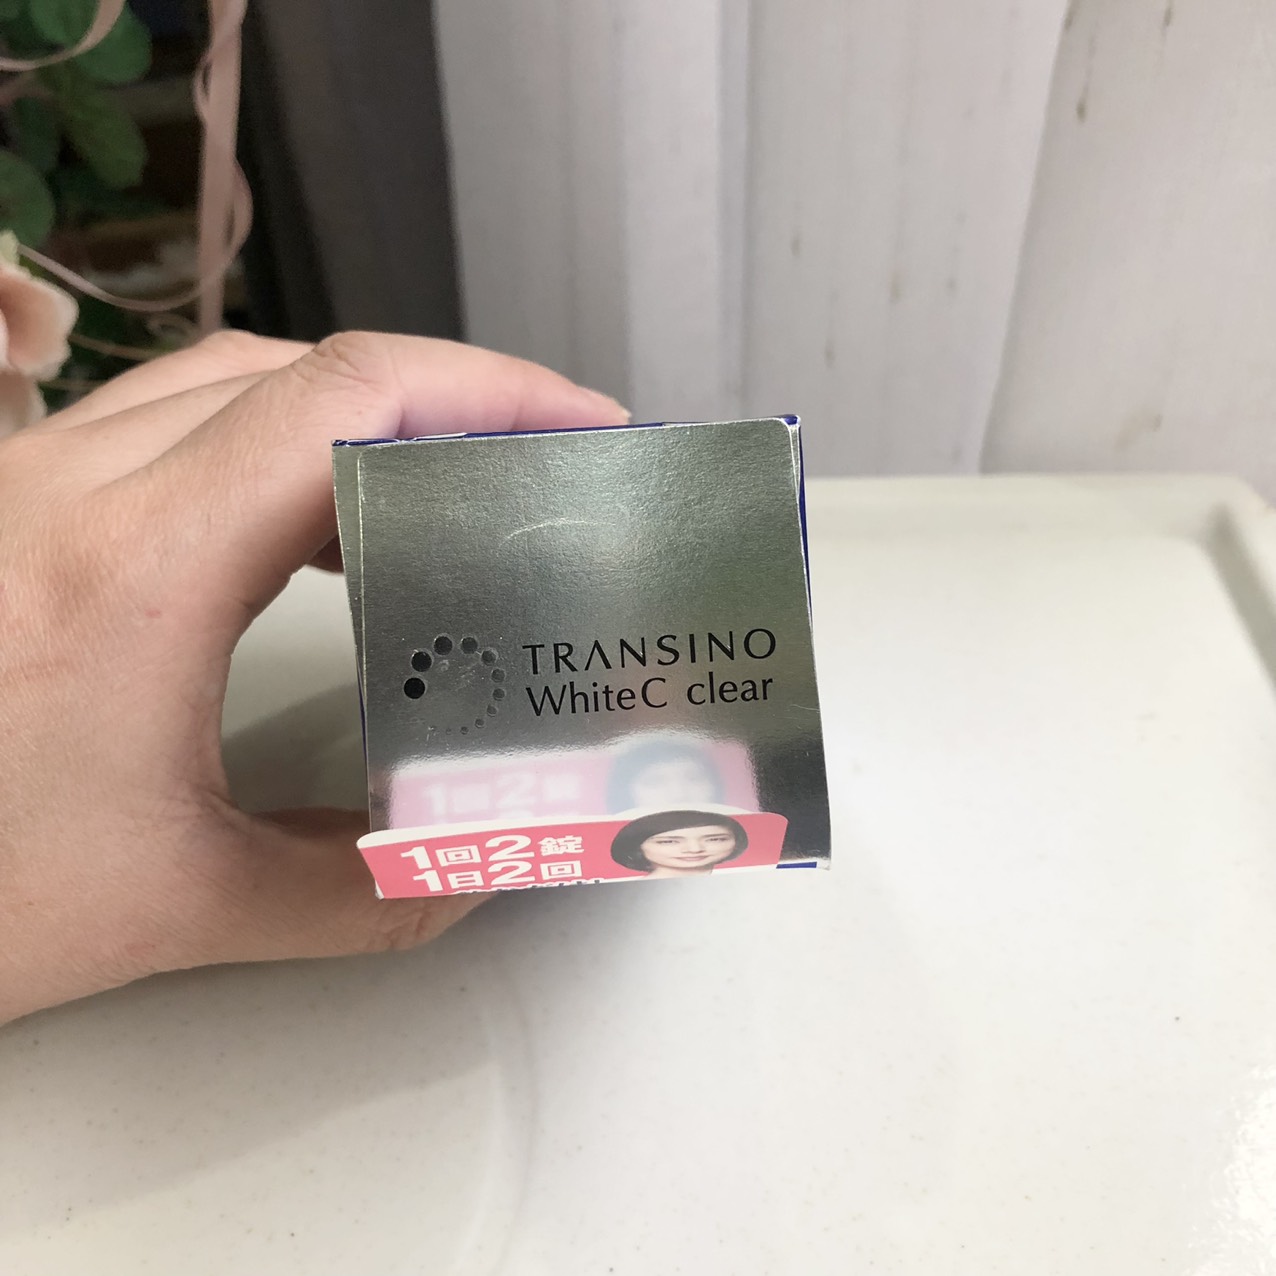 TRANSINO
WhiteC clear
1回2錠
1日2回